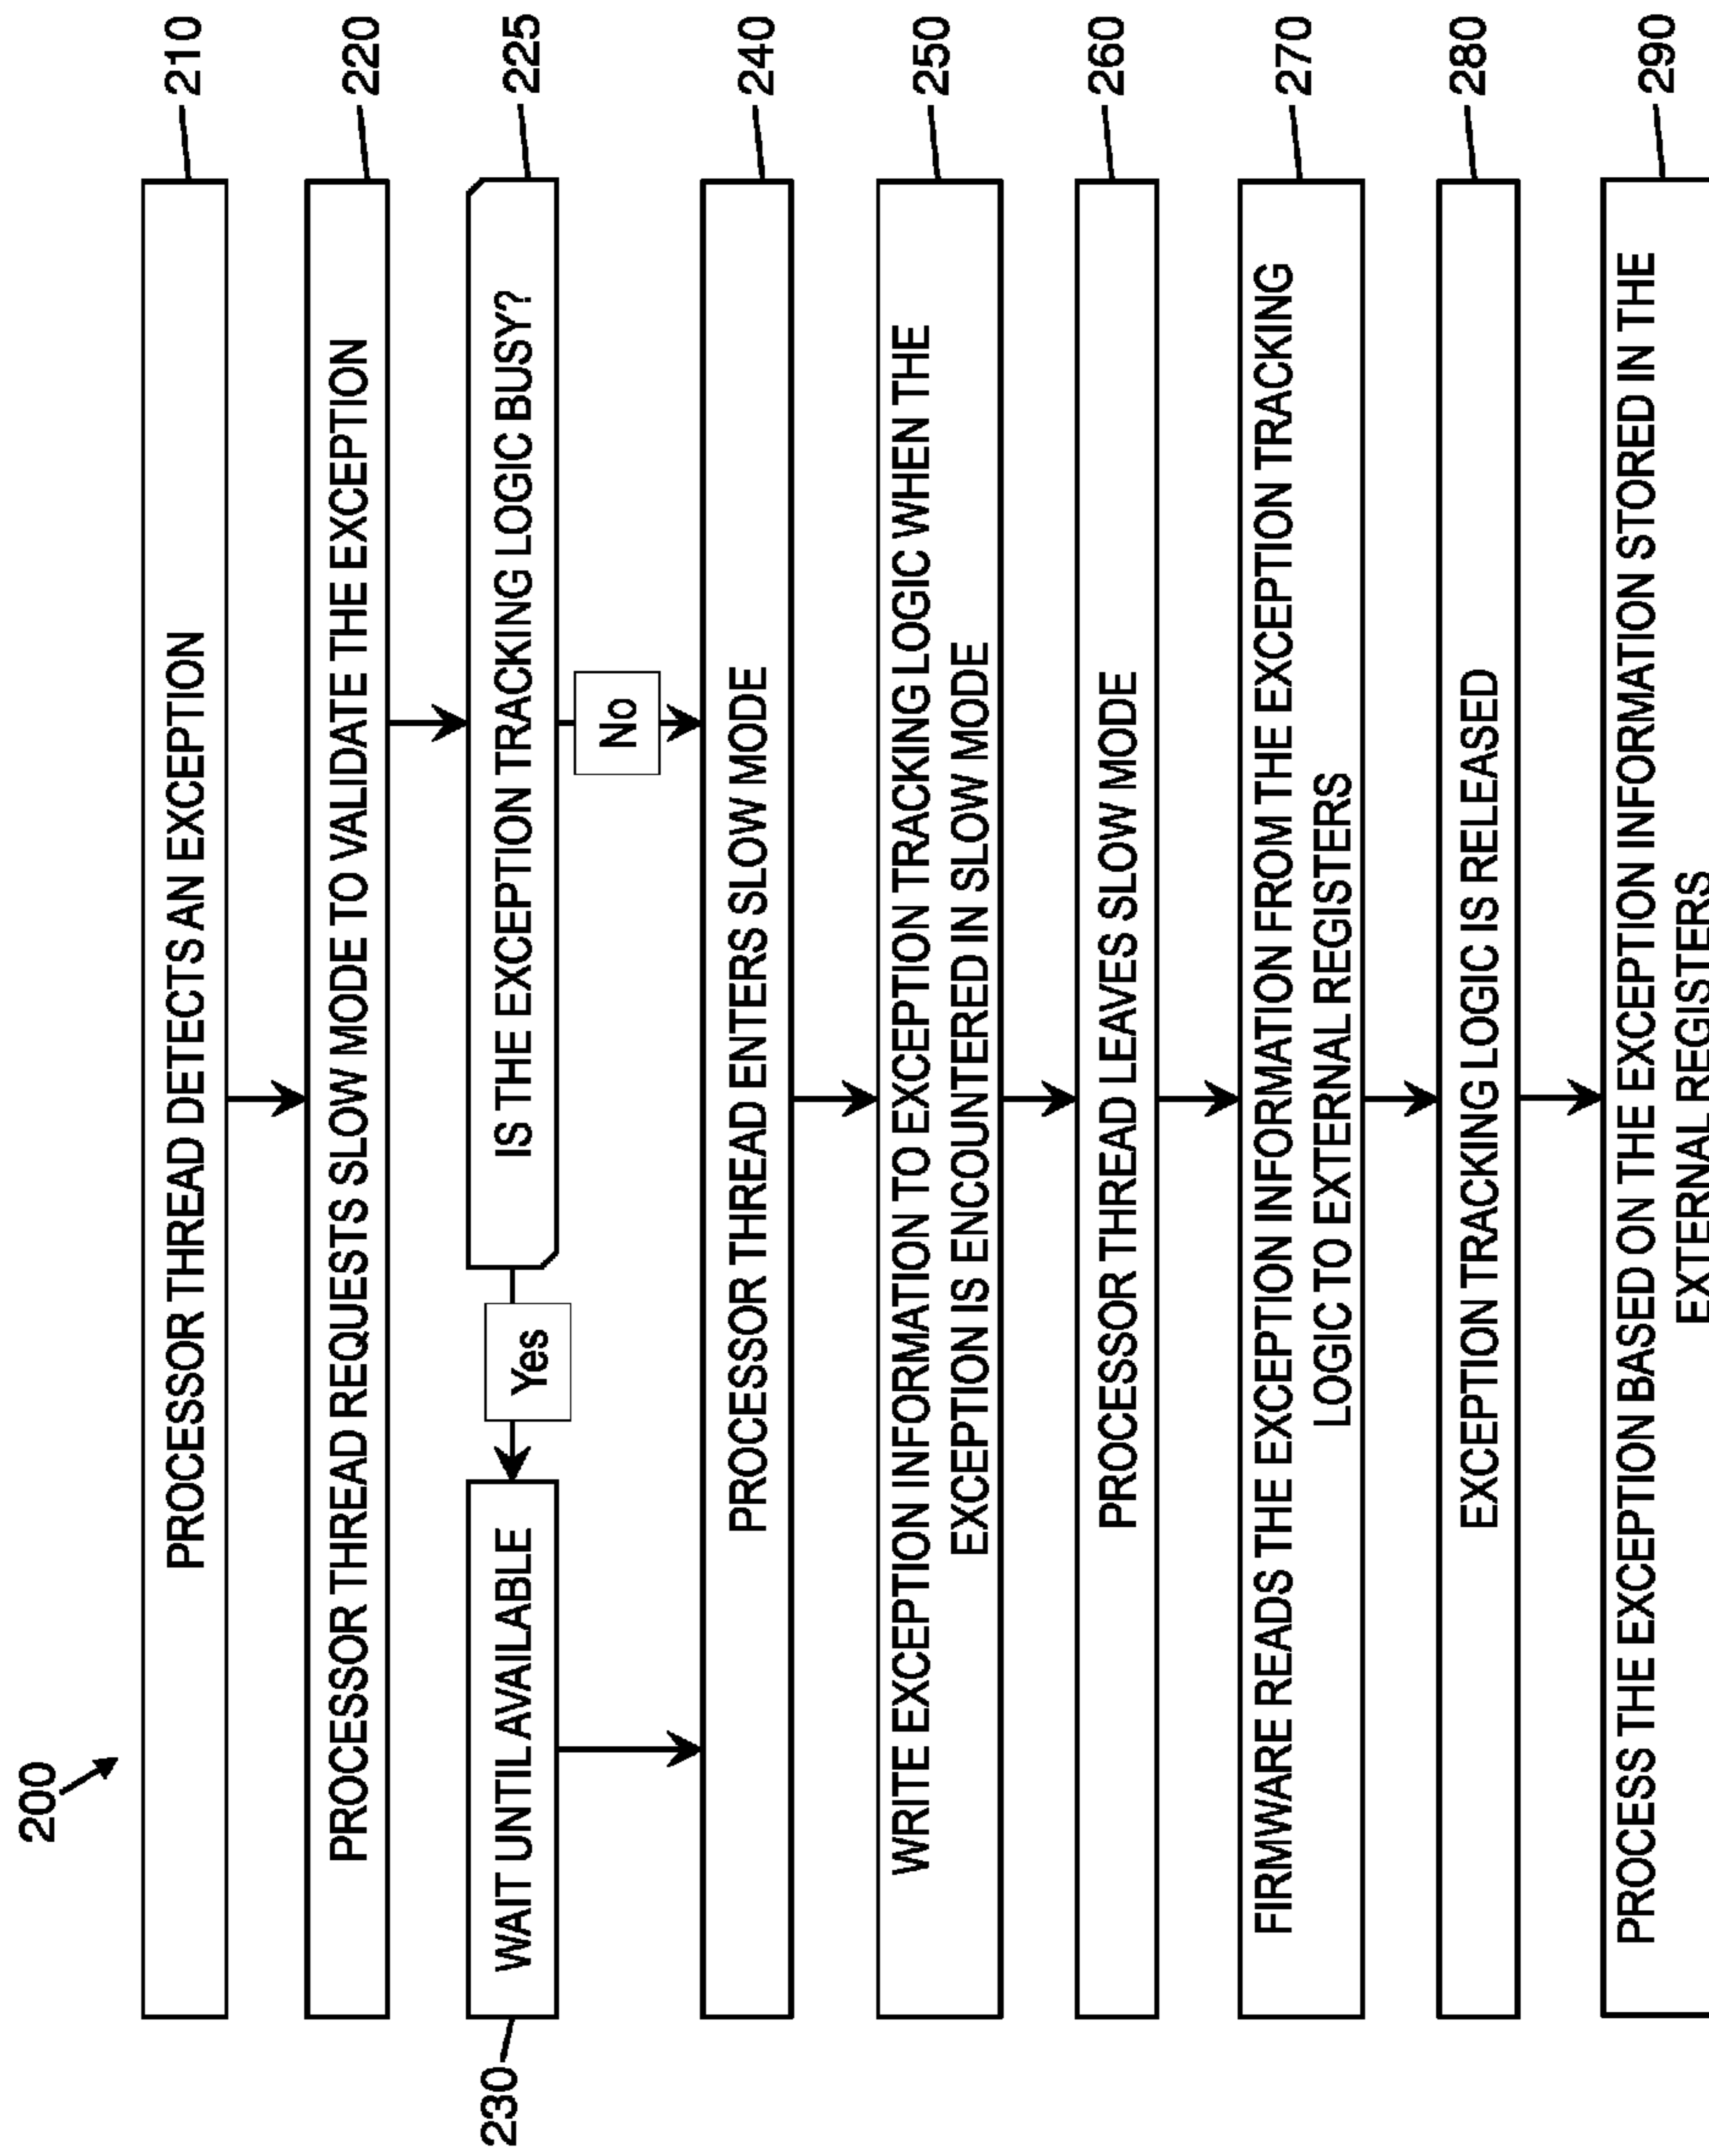 200
PROCESSOR THREAD DETECTS AN EXCEPTION
210
PROCESSOR THREAD REQUESTS SLOW MODE TO VALIDATE THE EXCEPTION
220
230
WAIT UNTIL AVAILABLE
Yes
IS THE EXCEPTION TRACKING LOGIC BUSY?
225
No
PROCESSOR THREAD ENTERS SLOW MODE
240
WRITE EXCEPTION INFORMATION TO EXCEPTION TRACKING LOGIC WHEN THE
EXCEPTION IS ENCOUNTERED IN SLOW MODE
250
PROCESSOR THREAD LEAVES SLOW MODE
260
FIRMWARE READS THE EXCEPTION INFORMATION FROM THE EXCEPTION TRACKING
LOGIC TO EXTERNAL REGISTERS
270
EXCEPTION TRACKING LOGIC IS RELEASED
280
PROCESS THE EXCEPTION BASED ON THE EXCEPTION INFORMATION STORED IN THE
EXTERNAL REGISTERS
290